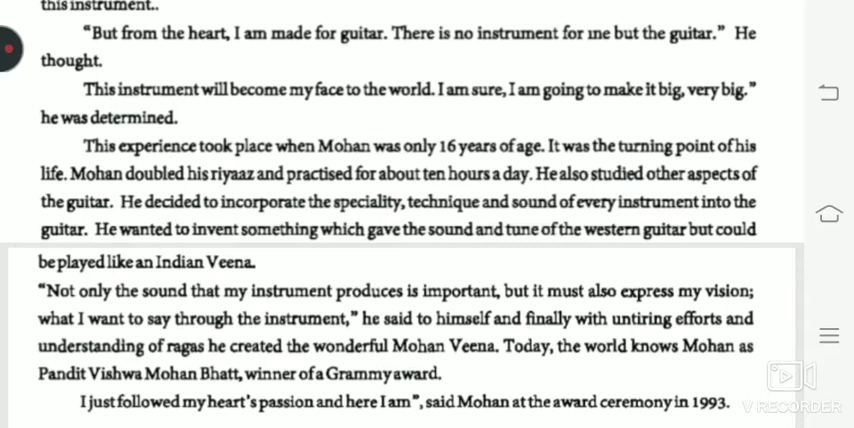 this instrument..
“But from the heart, I am made for guitar. There is no instrument for me but the guitar.” He
thought.
This instrument will become my face to the world. I am sure, I am going to make it big, very big.”
he was determined.
This experience took place when Mohan was only 16 years of age. It was the turning point of his
life. Mohan doubled his riyaaz and practised for about ten hours a day. He also studied other aspects of
the guitar. He decided to incorporate the speciality, technique and sound of every instrument into the
guitar. He wanted to invent something which gave the sound and tune of the western guitar but could
be played like an Indian Veena.
“Not only the sound that my instrument produces is important, but it must also express my vision;
what I want to say through the instrument,” he said to himself and finally with untiring efforts and
understanding of ragas he created the wonderful Mohan Veena. Today, the world knows Mohan as
Pandit Vishwa Mohan Bhatt, winner of a Grammy award.
I just followed my heart's passion and here I am”, said Mohan at the award ceremony in 1993.
V RECORDER